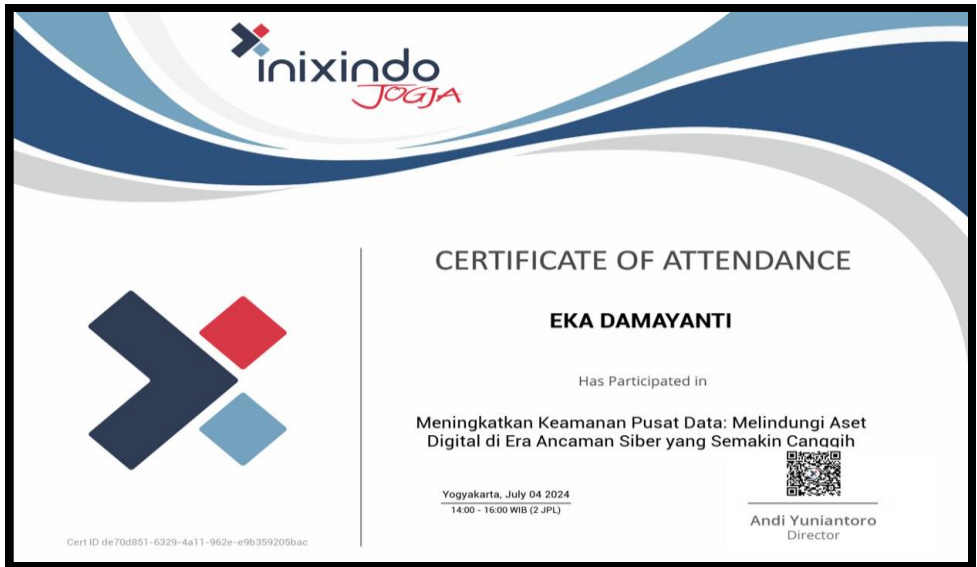 inixindo
JOGJA
CERTIFICATE OF ATTENDANCE
EKA DAMAYANTI
Has Participated in
Meningkatkan Keamanan Pusat Data: Melindungi Aset
Digital di Era Ancaman Siber yang Semakin Canggih
Yogyakarta, July 04 2024
14:00 - 16:00 WIB (2 JPL)
Andi Yuniantoro
Director
Cert ID de70d851-6329-4a11-962e-e9b359205bac